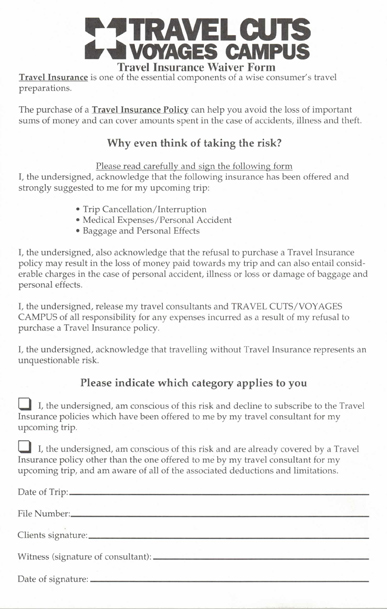 TRAVEL CUTS
VOYAGES CAMPUS
Travel Insurance Waiver Form
Travel Insurance is one of the essential components of a wise consumer's travel
preparations.
The purchase of a Travel Insurance Policy can help you avoid the loss of important
sums of money and can cover amounts spent in the case of accidents, illness and theft.
Why even think of taking the risk?
Please read carefully and sign the following form
I, the undersigned, acknowledge that the following insurance has been offered and
strongly suggested to me for my upcoming trip:
• Trip Cancellation/Interruption
• Medical Expenses/Personal Accident
• Baggage and Personal Effects
I, the undersigned, also acknowledge that the refusal to purchase a Travel Insurance
policy may result in the loss of money paid towards my trip and can also entail consid-
erable charges in the case of personal accident, illness or loss or damage of baggage and
personal effects.
I, the undersigned, release my travel consultants and TRAVEL CUTS/VOYAGES
CAMPUS of all responsibility for any expenses incurred as a result of my refusal to
purchase a Travel Insurance policy.
I, the undersigned, acknowledge that travelling without Travel Insurance represents an
unquestionable risk.
Please indicate which category applies to you
I, the undersigned, am conscious of this risk and decline to subscribe to the Travel
Insurance policies which have been offered to me by my travel consultant for my
upcoming trip.
I, the undersigned, am conscious of this risk and are already covered by a Travel
Insurance policy other than the one offered to me by my travel consultant for my
upcoming trip, and am aware of all of the associated deductions and limitations.
Date of Trip:
File Number:
Clients signature:
Witness (signature of consultant):
Date of signature: